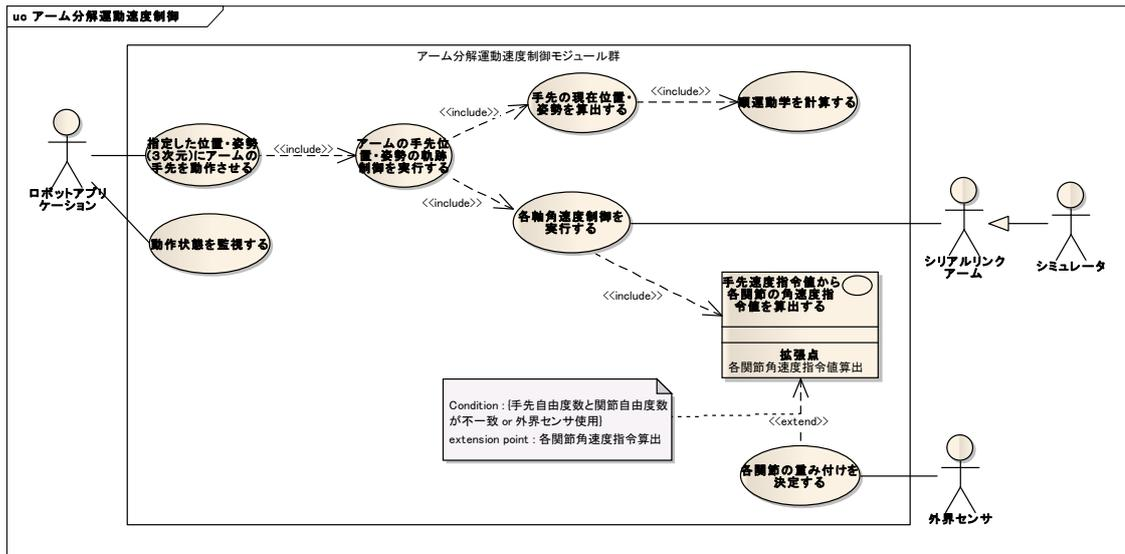 uc アーム分解運動速度制御
アーム分解運動速度制御モジュール群
手先の現在位置・
姿勢を算出する
<<include>>
順運動学を計算する
<<include>>
指定した位置・姿勢
(3次元)にアームの
手先を動作させる
<<include>>
アームの手先位
置・姿勢の軌跡
制御を実行する
ロボットアプリ
ケーション
<<include>>
各軸角速度制御を
実行する
動作状態を監視する
シリアルリンク
アーム
シミュレータ
<<include>>
手先速度指令値から
各関節の角速度指
令値を算出する
拡張点
各関節角速度指令値算出
Condition : {手先自由度数と関節自由度数
が不一致 or 外界センサ使用}
extension point : 各関節角速度指令算出
<<extend>>
各関節の重み付けを
決定する
外界センサ